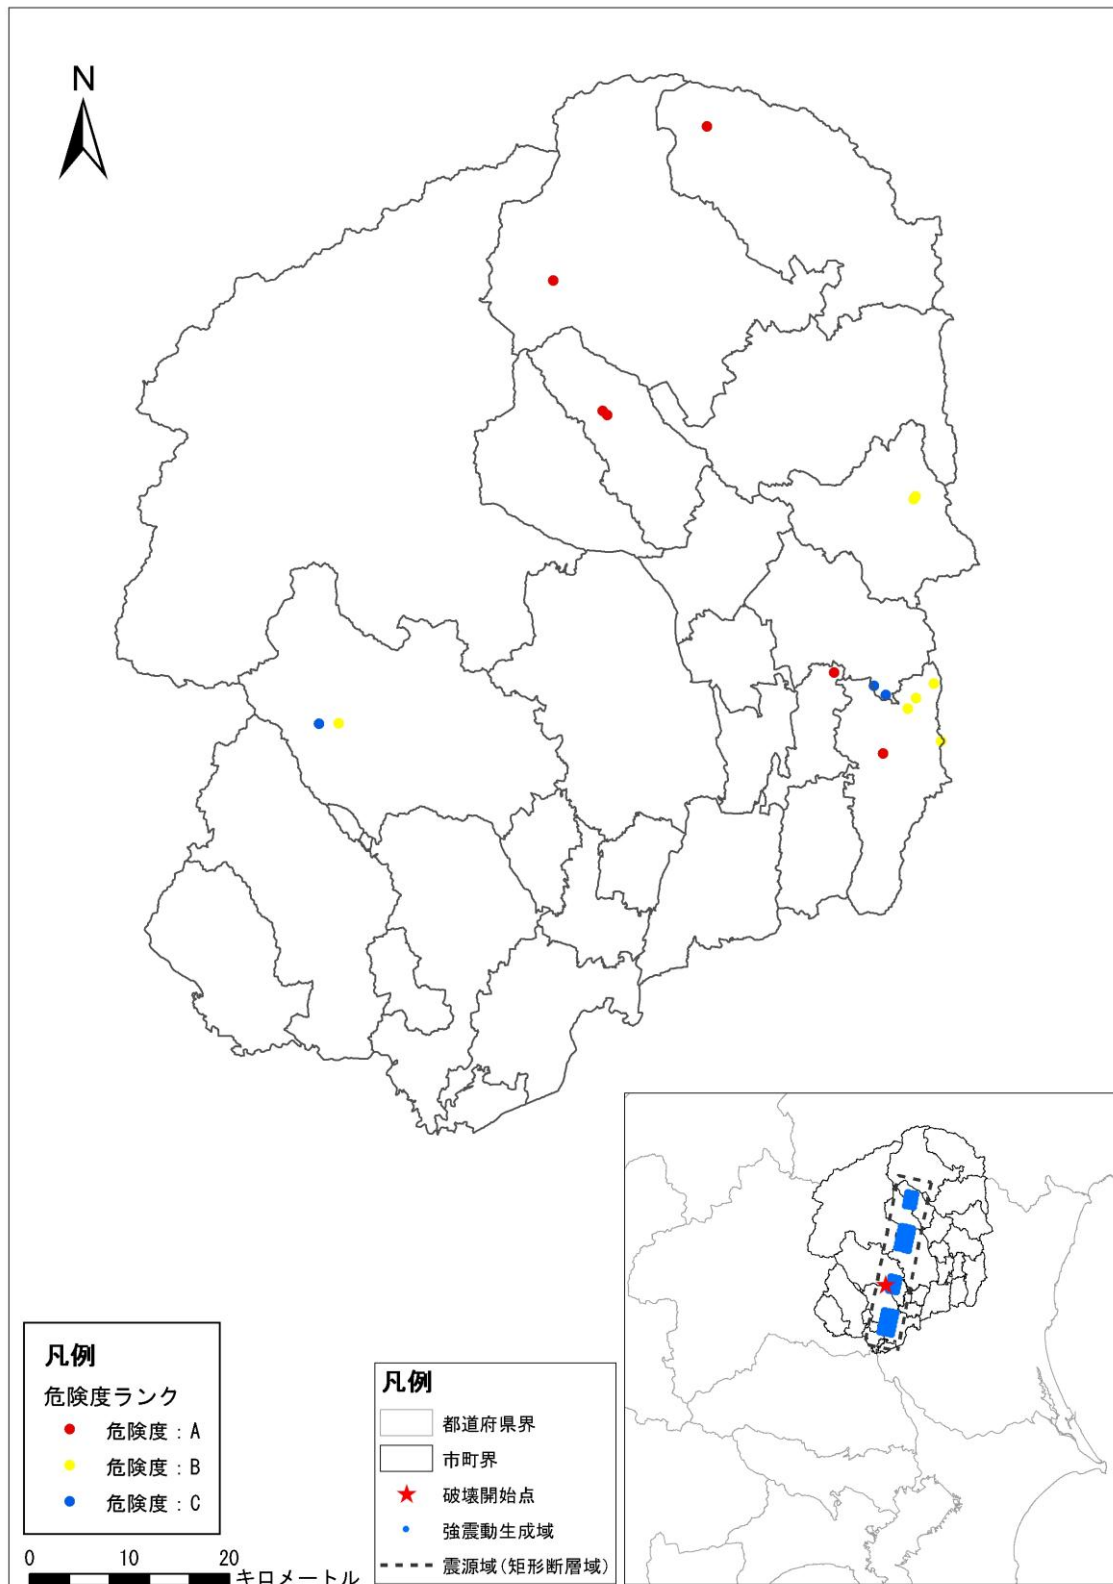 N
凡例
危険度ランク
危険度：A
危険度：B
危険度：C
0 10 20
キロメートル
凡例
都道府県界
市町界
破壊開始点
強震動生成域
震源域(矩形断層域)